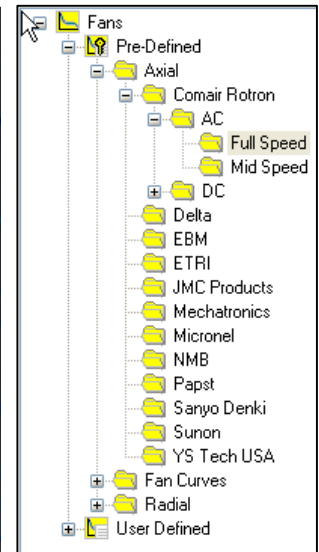 Fans
Pre-Defined
Axial
Comair Rotron
AC
Full Speed
Mid Speed
DC
Delta
EBM
ETRI
JMC Products
Mechatronics
Micronel
NMB
Papst
Sanyo Denki
Sunon
YS Tech USA
Fan Curves
Radial
User Defined